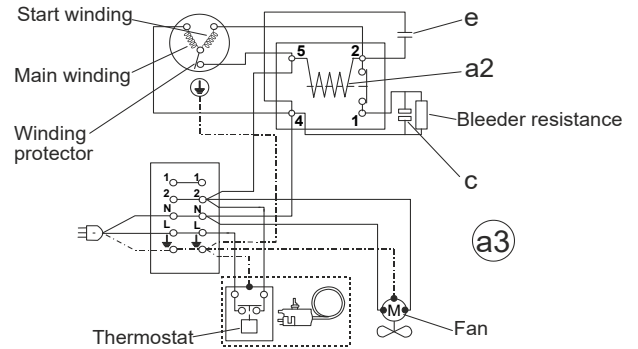 Start winding
Main winding
Winding
protector
5
2
4
1
e
a2
Bleeder resistance
c
a3
1 1
2 2
N N
L L
Thermostat
M
Fan